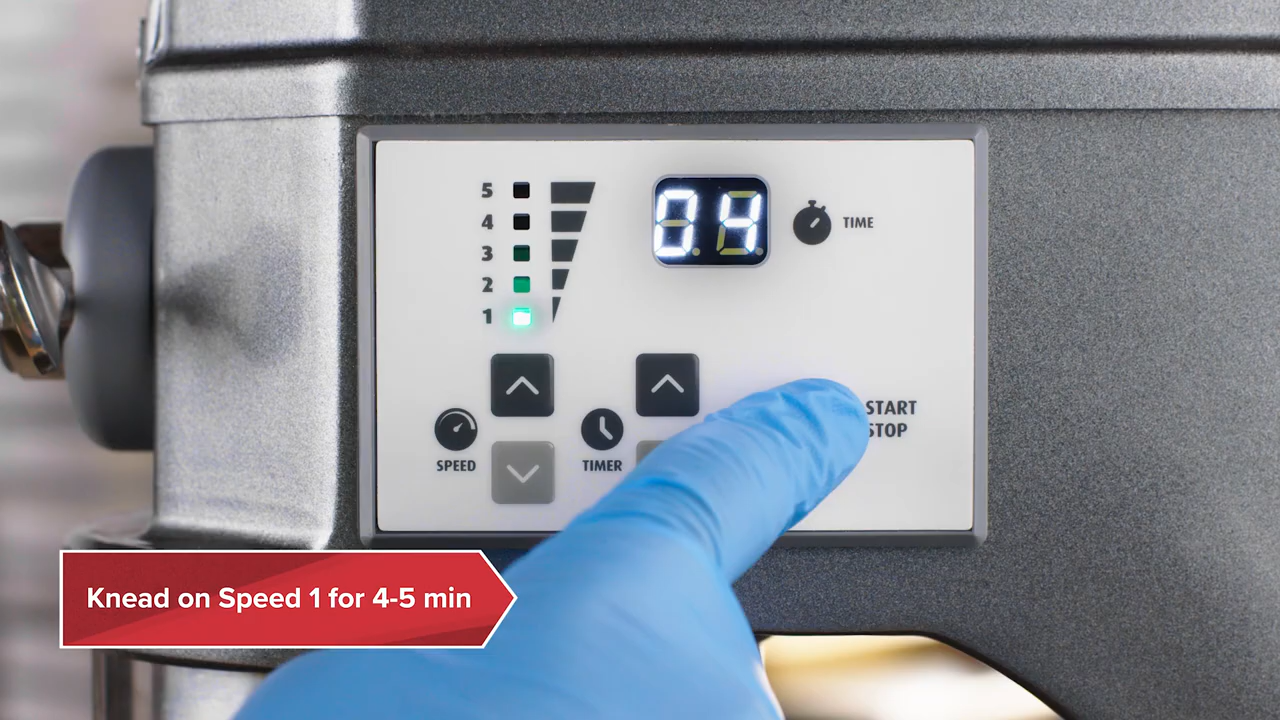 5
4
3
2
1
04
TIME
START
STOP
SPEED
TIMER
Knead on Speed 1 for 4-5 min